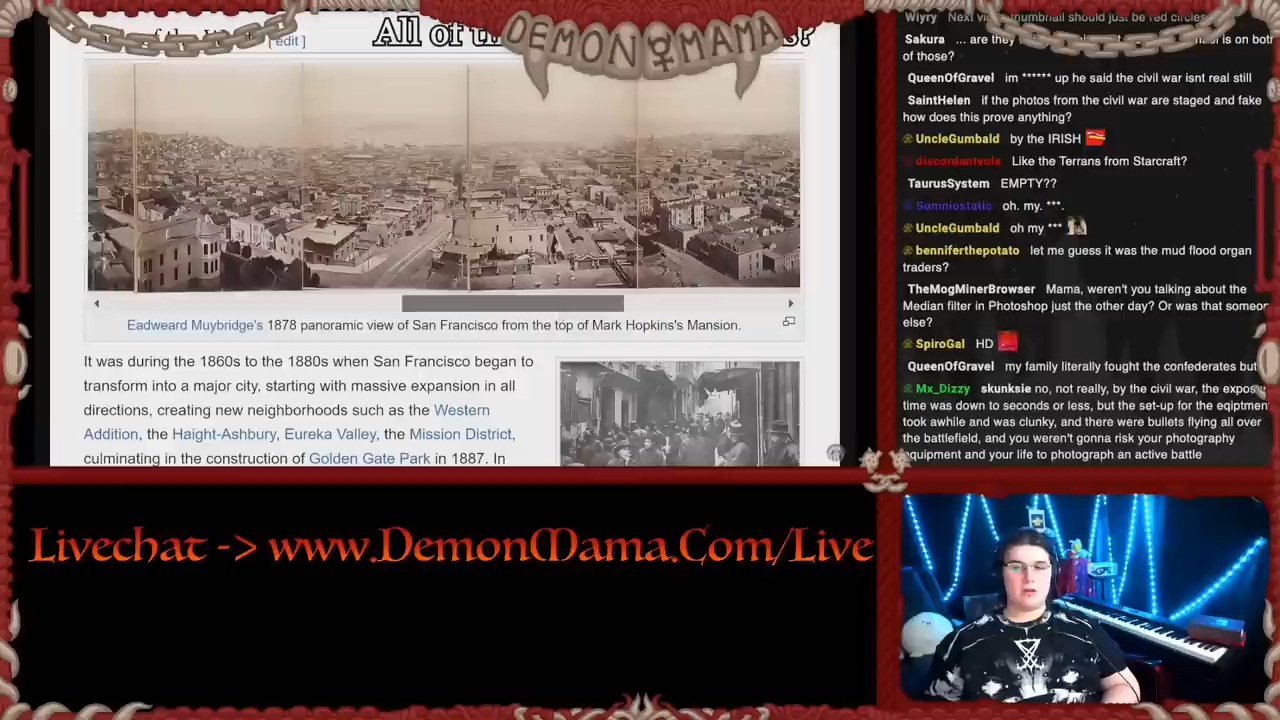 [ edit ]
All of
?
DEMON MAMA
Eadweard Muybridge's 1878 panoramic view of San Francisco from the top of Mark Hopkins's Mansion.
It was during the 1860s to the 1880s when San Francisco began to
transform into a major city, starting with massive expansion in all
directions, creating new neighborhoods such as the Western
Addition, the Haight-Ashbury, Eureka Valley, the Mission District,
culminating in the construction of Golden Gate Park in 1887. In
Livechat -> www.DemonMama.Com/Live
Wiyry Next thumbnail should just be red circles
Sakura ... are they is on both
of those?
QueenOfGravel im ****** up he said the civil war isnt real still
SaintHelen if the photos from the civil war are staged and fake
how does this prove anything?
UncleGumbald by the IRISH
discordantvole Like the Terrans from Starcraft?
TaurusSystem EMPTY??
Somniostatic oh. my. ***.
UncleGumbald oh my ***
benniferthepotato let me guess it was the mud flood organ
traders?
TheMogMinerBrowser Mama, weren't you talking about the
Median filter in Photoshop just the other day? Or was that someon
else?
SpiroGal HD
QueenOfGravel my family literally fought the confederates but
Mx_Dizzy skunksie no, not really, by the civil war, the exposu
time was down to seconds or less, but the set-up for the eqiptmen
took awhile and was clunky, and there were bullets flying all over
the battlefield, and you weren't gonna risk your photography
equipment and your life to photograph an active battle